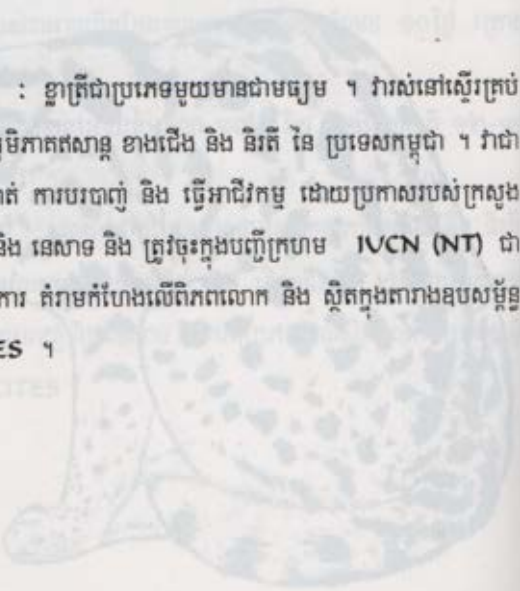 : ខ្លាត្រីជាប្រភេទមួយមានជាមធ្យម ។ វារស់នៅស្ទើរគ្រប់
ភូមិភាគឥសាន្ត ខាងជើង និង និរតី នៃ ប្រទេសកម្ពុជា ។ វាជា
ការបរបាញ់ និង ធ្វើអាជីវកម្ម ដោយប្រកាសរបស់ក្រសួង
និង នេសាទ និង ត្រូវចុះក្នុងបញ្ជីក្រហម IUCN (NT) ជា
ការ គំរាមកំហែងលើពិភពលោក និង ស្ថិតក្នុងតារាងឧបសម្ព័ន្ធ
ES ។